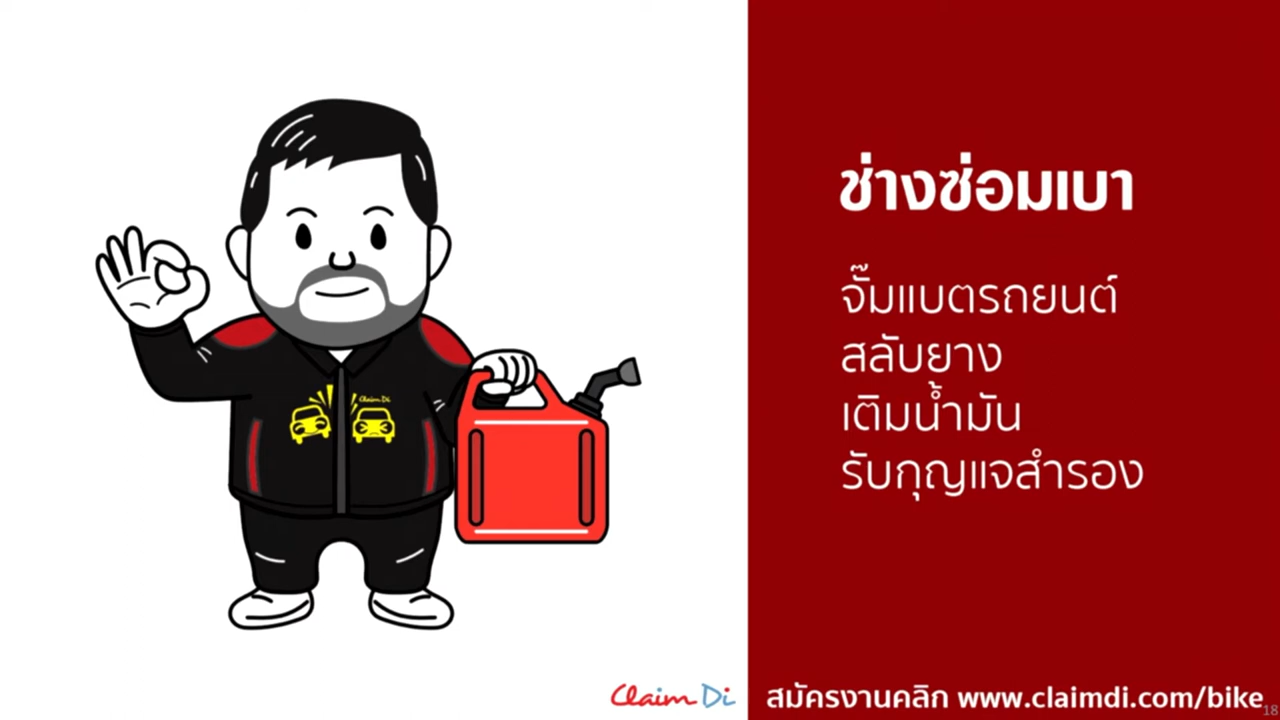 ช่างซ่อมเบา
จั๊มแบตรถยนต์
สลับยาง
เติมน้ำมัน
รับกุญแจสำรอง
Claim Di
Claim Di
สมัครงานคลิก www.claimdi.com/bike
18